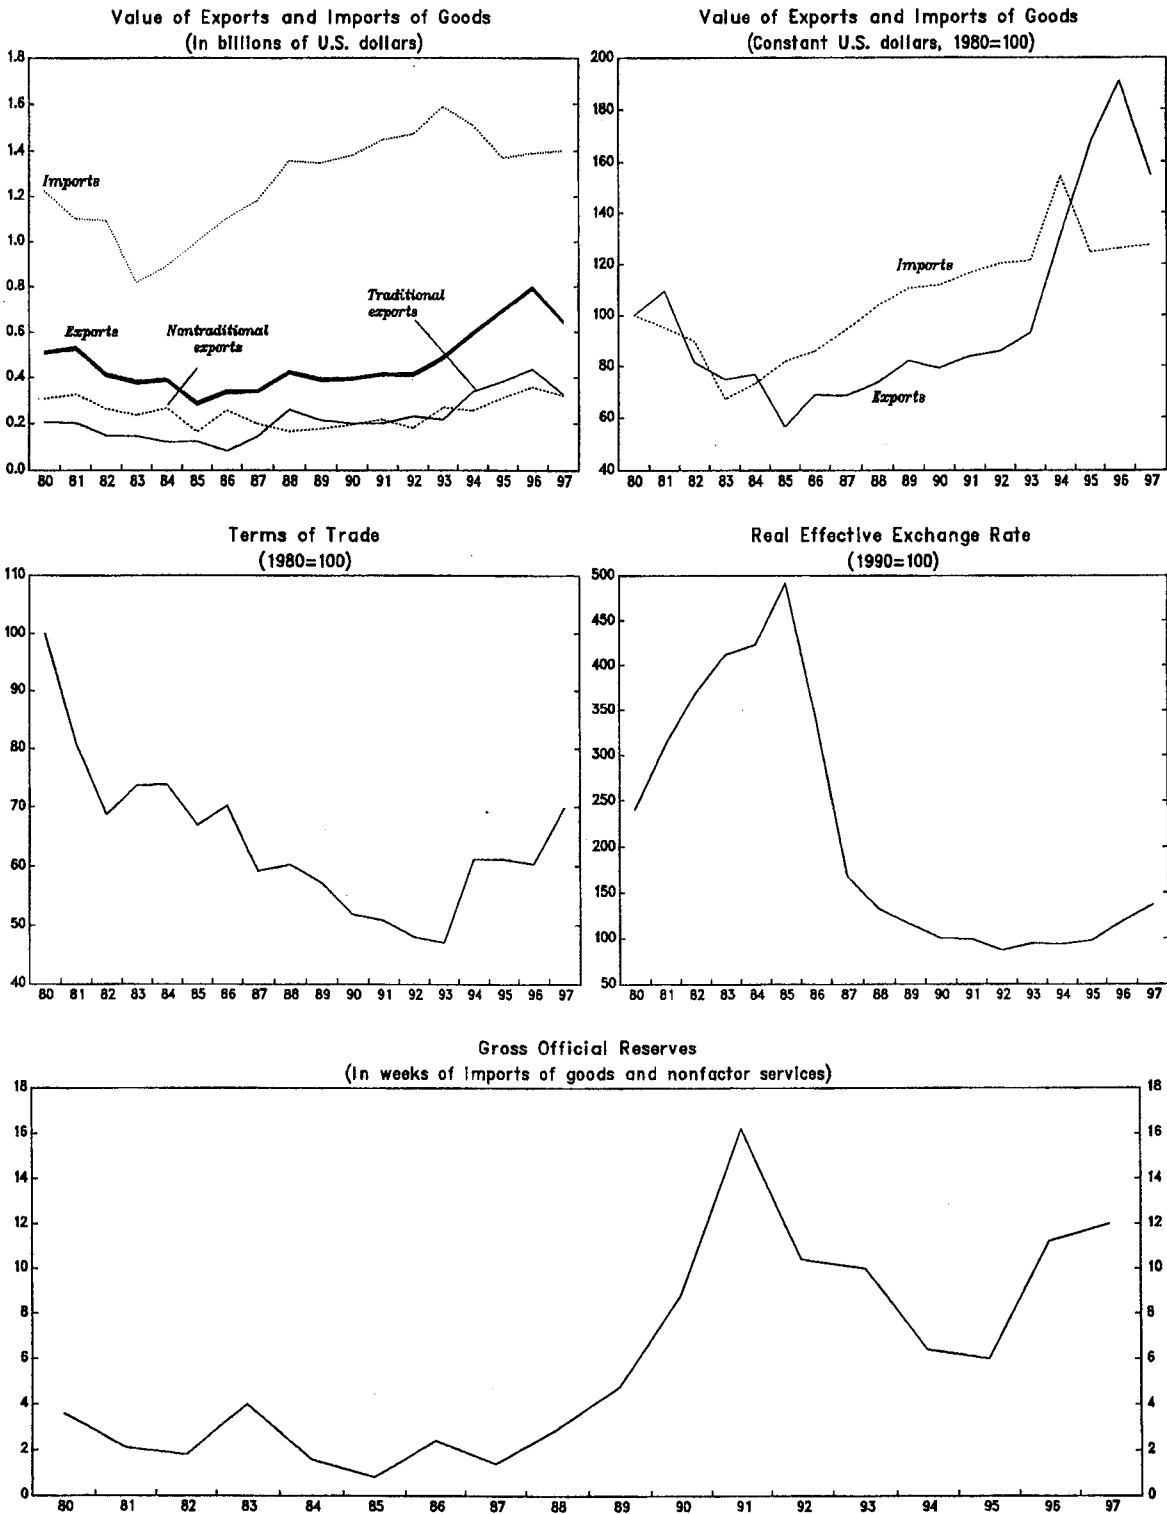 Value of Exports and Imports of Goods
(In billions of U.S. dollars)
1.8
1.6
1.4
1.2
1.0
0.8
0.6
0.4
0.2
0.0
Imports
Exports
Nontraditional
exports
Traditional
exports
80 81 82 83 84 85 86 87 88 89 90 91 92 93 94 95 96 97
Value of Exports and Imports of Goods
(Constant U.S. dollars, 1980=100)
200
180
160
140
120
100
80
60
40
Imports
Exports
80 81 82 83 84 85 86 87 88 89 90 91 92 93 94 95 96 97
Terms of Trade
(1980=100)
110
100
90
80
70
60
50
40
80 81 82 83 84 85 86 87 88 89 90 91 92 93 94 95 96 97
Real Effective Exchange Rate
(1990=100)
500
450
400
350
300
250
200
150
100
50
80 81 82 83 84 85 86 87 88 89 90 91 92 93 94 95 96 97
Gross Official Reserves
(In weeks of imports of goods and nonfactor services)
18 18
16 16
14 14
12 12
10 10
8 8
6 6
4 4
2 2
0 0
80 81 82 83 84 85 86 87 88 89 90 91 92 93 94 95 96 97